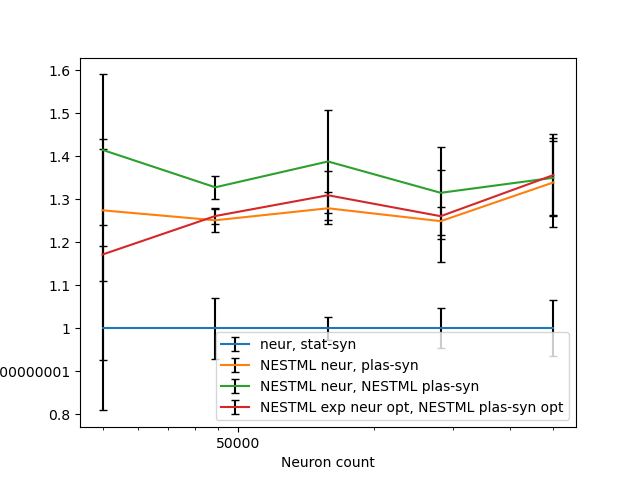 1.6
1.5
1.4
1.3
1.2
1.1
1
00000001
0.8
neur, stat-syn
NESTML neur, plas-syn
NESTML neur, NESTML plas-syn
NESTML exp neur opt, NESTML plas-syn opt
50000
Neuron count